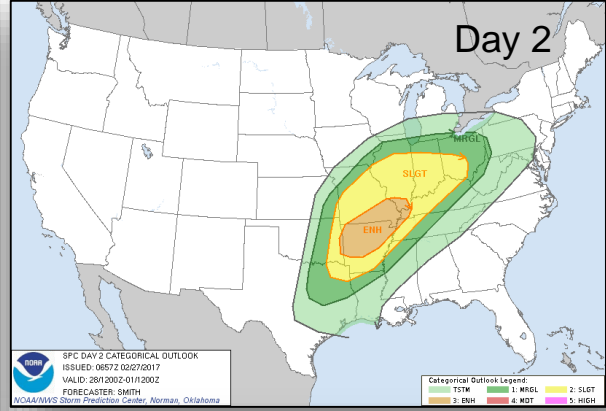 Day 2
MRGL
SLGT
ENH
NOAA
SPC DAY 2 CATEGORICAL OUTLOOK
ISSUED: 0657Z 02/27/2017
VALID: 28/1200Z-01/1200Z
FORECASTER: SMITH
NOAA/NWS Storm Prediction Center, Norman, Oklahoma
Categorical Outlook Legend:
TSTM 1: MRGL 2: SLGT
3: ENH 4: MDT 5: HIGH